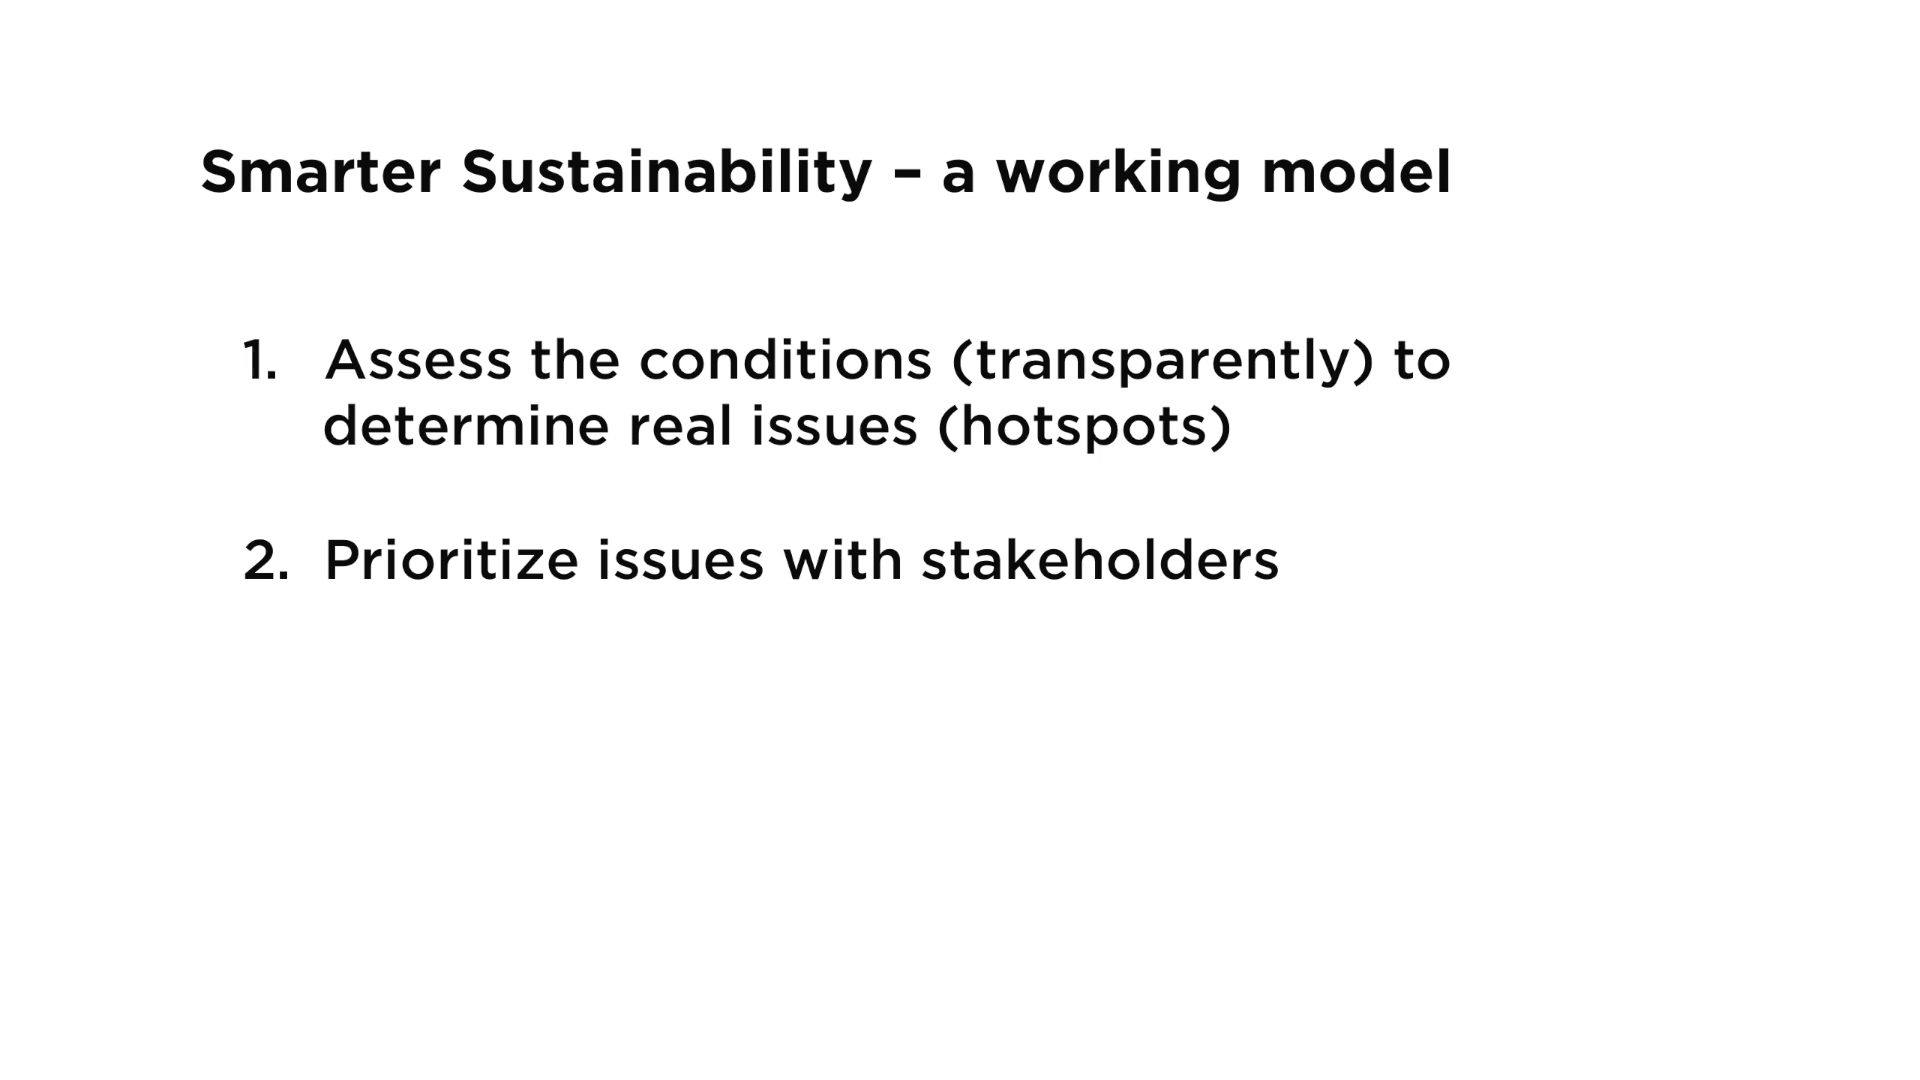 Smarter Sustainability – a working model
1. Assess the conditions (transparently) to
determine real issues (hotspots)
2. Prioritize issues with stakeholders